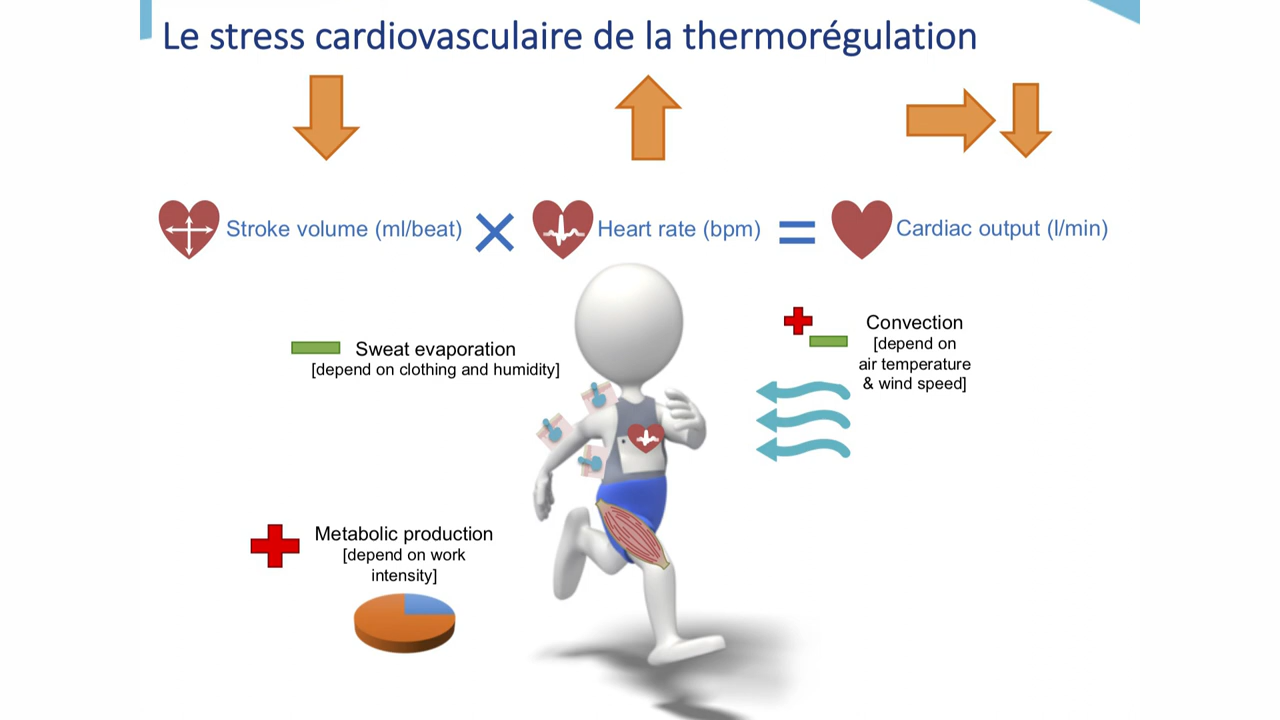 Le stress cardiovasculaire de la thermorégulation
Stroke volume (ml/beat)
Heart rate (bpm)
Cardiac output (l/min)
Sweat evaporation
[depend on clothing and humidity]
Convection
[depend on
air temperature
& wind speed]
Metabolic production
[depend on work
intensity]